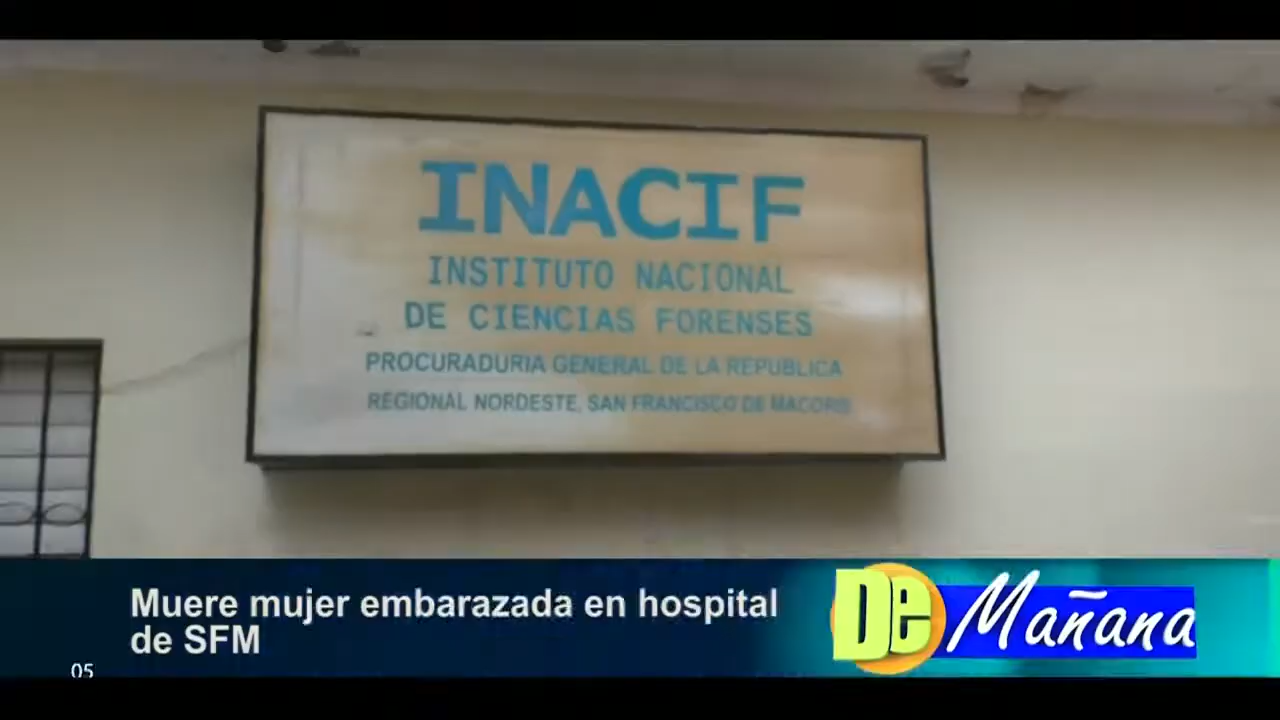 INACIF
INSTITUTO NACIONAL
DE CIENCIAS FORENSES
PROCURADURIA GENERAL DE LA REPUBLICA
REGIONAL NORDESTE, SAN FRANCISCO DE MACORIS
Muere mujer embarazada en hospital
de SFM
De Mañana
05